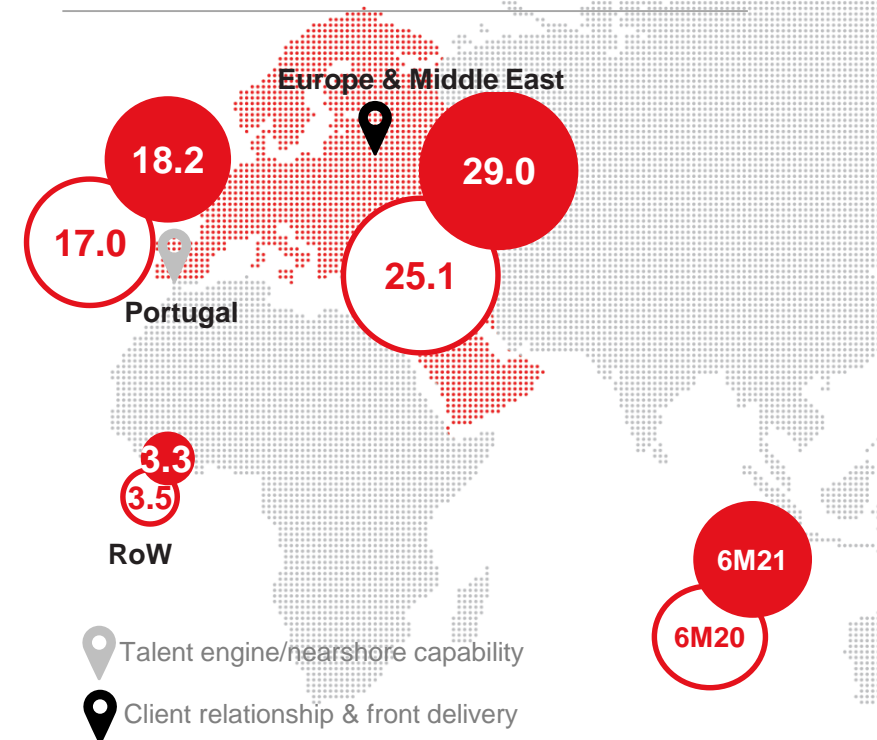 Europe & Middle East
18.2
29.0
17.0
25.1
Portugal
3.3
3.5
RoW
6M21
6M20
Talent engine/nearshore capability
Client relationship & front delivery